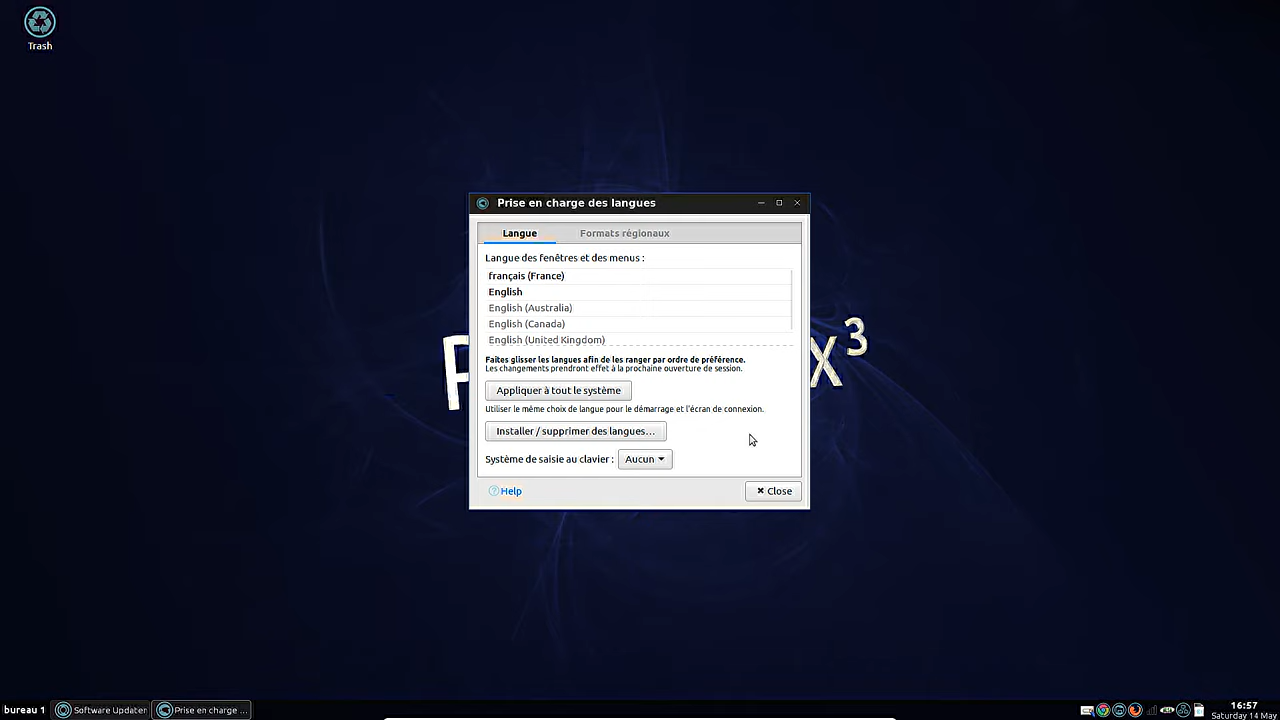 Trash
Prise en charge des langues
Langue
Formats régionaux
Langue des fenêtres et des menus :
français (France)
English
English (Australia)
English (Canada)
English (United Kingdom)
Faites glisser les langues afin de les ranger par ordre de préférence.
Les changements prendront effet à la prochaine ouverture de session.
Appliquer à tout le système
Utiliser le même choix de langue pour le démarrage et l'écran de connexion.
Installer / supprimer des langues...
Système de saisie au clavier :
Aucun
Help
Close
bureau 1
Software Updater
Prise en charge ...
16:57
Saturday 14 May